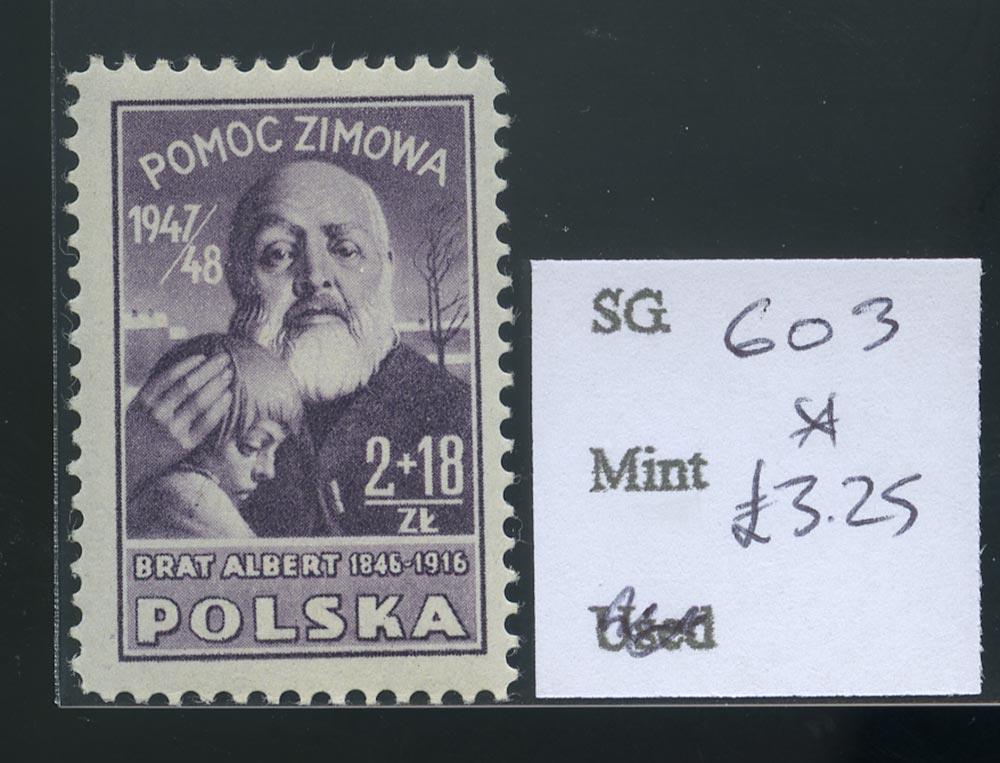 POMOC ZIMOWA
1947/48
2+18
ZŁ
BRAT ALBERT 1846-1916
POLSKA
SG 603
Mint £3.25
Used